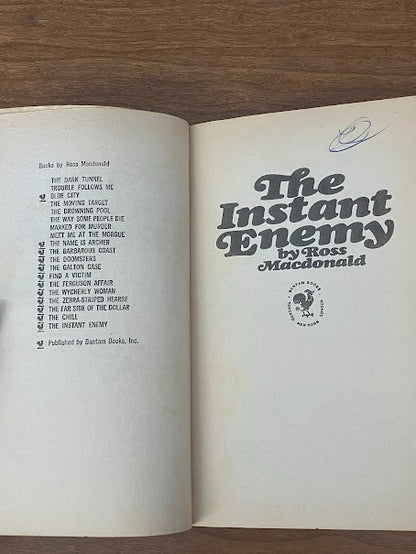 Books by Ross Macdonald
THE DARK TUNNEL
TROUBLE FOLLOWS ME
BLUE CITY
THE MOVING TARGET
THE DROWNING POOL
THE WAY SOME PEOPLE DIE
MARKED FOR MURDER
MEET ME AT THE MORGUE
THE NAME IS ARCHER
THE BARBAROUS COAST
THE DOOMSTERS
THE GALTON CASE
FIND A VICTIM
THE FERGUSON AFFAIR
THE WYCHERLY WOMAN
THE ZEBRA-STRIPED HEARSE
THE FAR SIDE OF THE DOLLAR
THE CHILL
THE INSTANT ENEMY
Published by Bantam Books, Inc.
The
Instant
Enemy
by Ross
Macdonald
BANTAM BOOKS
TORONTO NEW YORK LONDON